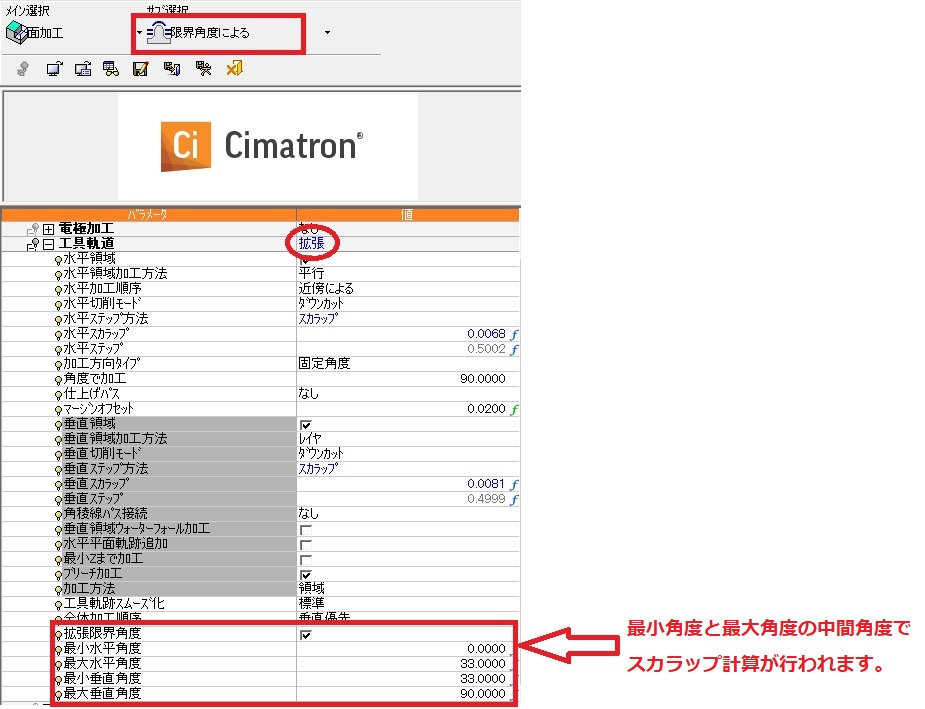 メイン選択
サブ選択
面加工
限界角度による
Ci Cimatron®
パラメータ 値
電極加工 なし
工具軌道 拡張
水平領域
水平領域加工方法 平行
水平加工順序 近傍による
水平切削モード ダウンカット
水平ステップ方法 スカラップ
水平スカラップ 0.0068 f
水平ステップ 0.5002 f
加工方向タイプ 固定角度
角度で加工 90.0000
仕上げパス なし
マージンオフセット 0.0200 f
垂直領域
垂直領域加工方法 レイヤ
垂直切削モード ダウンカット
垂直ステップ方法 スカラップ
垂直スカラップ 0.0081 f
垂直ステップ 0.4999 f
角稜線パス接続 なし
垂直領域ウォーターフォール加工
水平平面軌跡追加
最小Zまで加工
ブリーチ加工
加工方法 領域
工具軌跡スムーズ化 標準
全体加工順序 垂直優先
拡張限界角度
最小水平角度 0.0000
最大水平角度 33.0000
最小垂直角度 33.0000
最大垂直角度 90.0000
最小角度と最大角度の中間角度で
スカラップ計算が行われます。